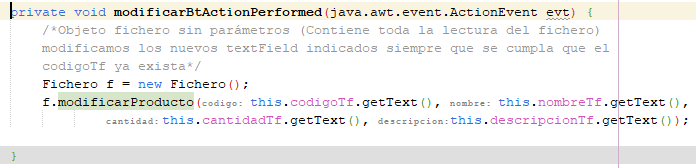 private void modificarBtActionPerformed(java.awt.event.ActionEvent evt) {
/*Objeto fichero sin parámetros (Contiene toda la lectura del fichero)
modificamos los nuevos textField indicados siempre que se cumpla que el
codigoTf ya exista*/
Fichero f = new Fichero();
f.modificarProducto(codigo: this.codigoTf.getText(), nombre: this.nombreTf.getText(),
cantidad: this.cantidadTf.getText(), descripcion: this.descripcionTf.getText());
}